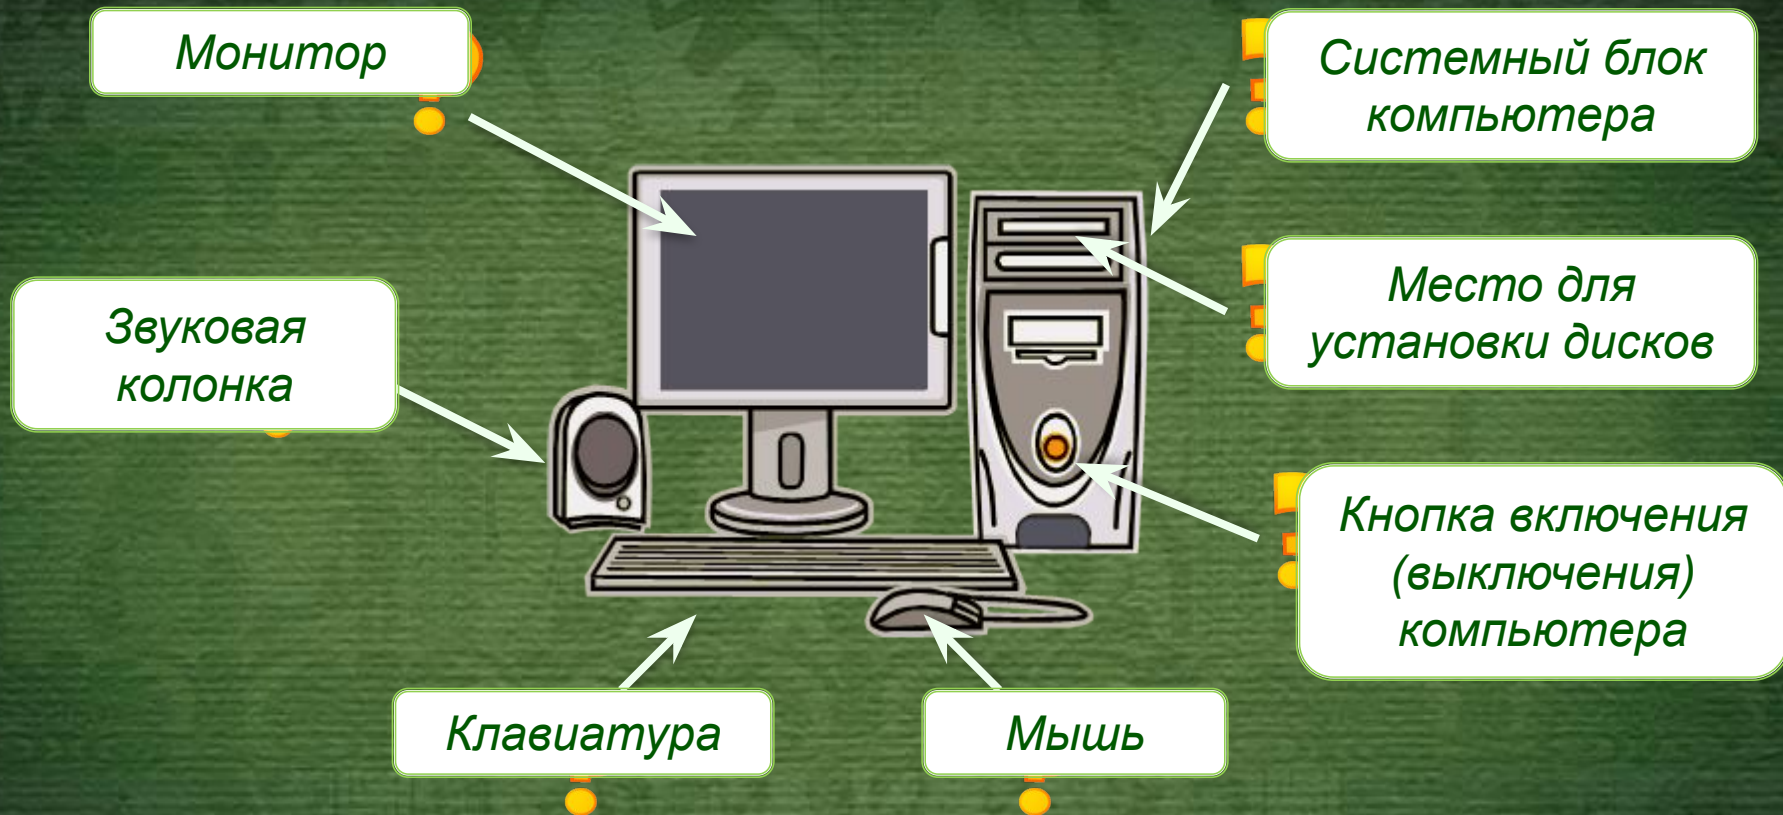 Монитор
Системный блок
компьютера
Место для
установки дисков
Звуковая
колонка
Кнопка включения
(выключения)
компьютера
Клавиатура
Мышь